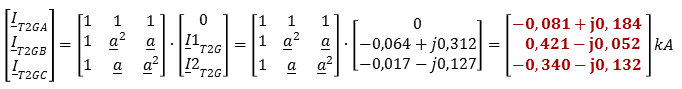 [I_T2GA I_T2GB I_T2GC] = [1 1 1; 1 a² a; 1 a a²] · [0; I1_T2G; I2_T2G] = [1 1 1; 1 a² a; 1 a a²] · [0; −0,064 + j0,312; −0,017 − j0,127] = [−0,081 + j0,184; 0,421 − j0,052; −0,340 − j0,132] kA